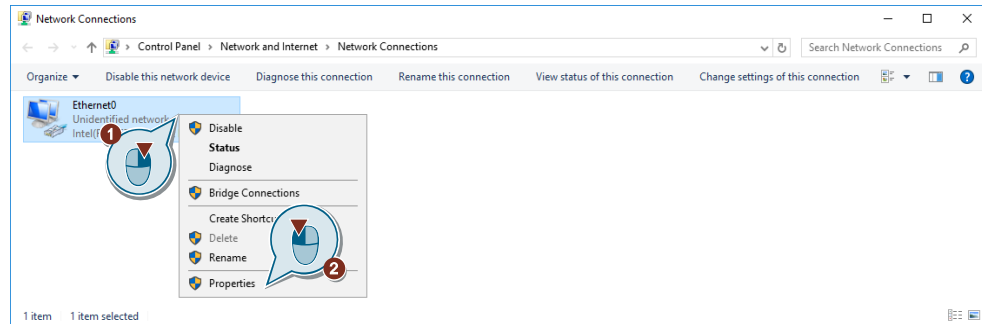 Network Connections
Control Panel > Network and Internet > Network Connections
Search Network Connections
Organize Disable this network device Diagnose this connection Rename this connection View status of this connection Change settings of this connection ?
Ethernet0
Unidentified network
Intel(
1
Disable
Status
Diagnose
Bridge Connections
Create
Delete
Rename
2
Properties
1 item 1 item selected